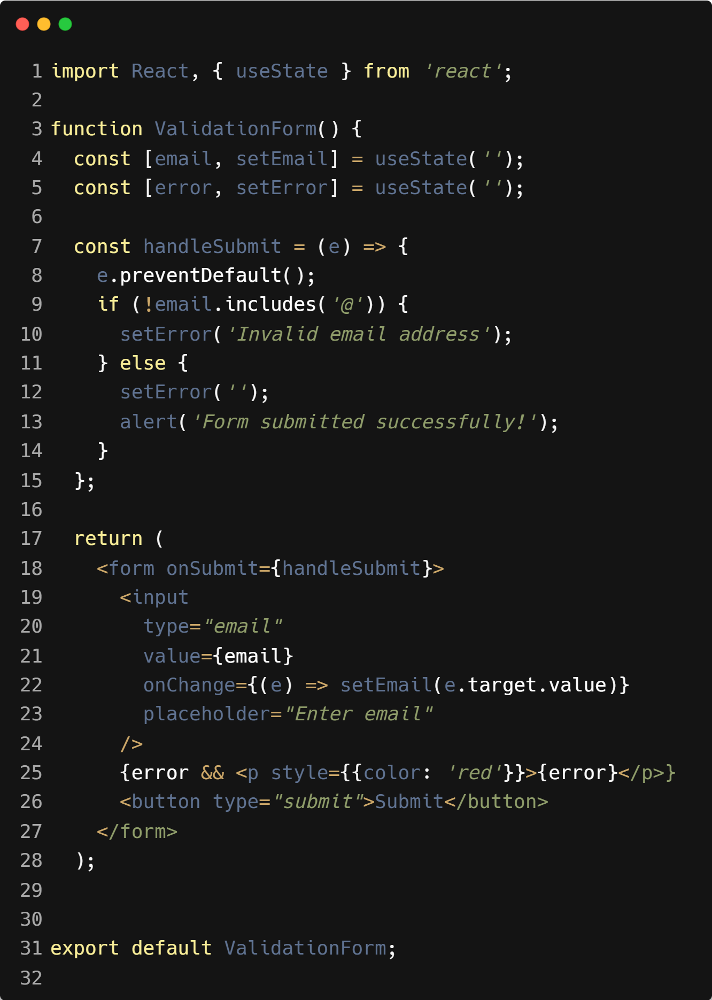 1 import React, { useState } from 'react';
2
3 function ValidationForm() {
4   const [email, setEmail] = useState('');
5   const [error, setError] = useState('');
6
7   const handleSubmit = (e) => {
8     e.preventDefault();
9     if (!email.includes('@')) {
10       setError('Invalid email address');
11     } else {
12       setError('');
13       alert('Form submitted successfully!');
14     }
15   };
16
17   return (
18     <form onSubmit={handleSubmit}>
19       <input
20         type="email"
21         value={email}
22         onChange={(e) => setEmail(e.target.value)}
23         placeholder="Enter email"
24       />
25       {error && <p style={{color: 'red'}}>{error}</p>}
26       <button type="submit">Submit</button>
27     </form>
28   );
29
30
31 export default ValidationForm;
32